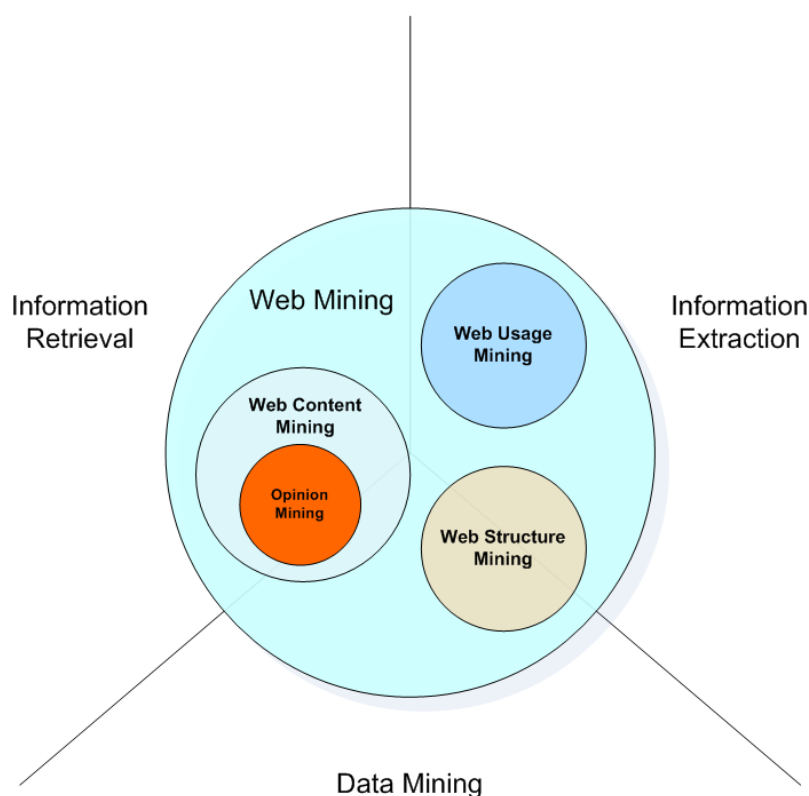 Web Mining
Information
Retrieval
Information
Extraction
Web Usage
Mining
Web Content
Mining
Opinion
Mining
Web Structure
Mining
Data Mining